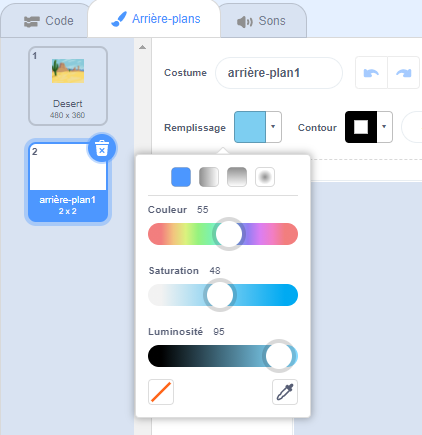 Code Arrière-plans Sons
1
Desert
480 x 360
2
arrière-plan1
2 x 2
Costume arrière-plan1
Remplissage Contour
Couleur 55
Saturation 48
Luminosité 95